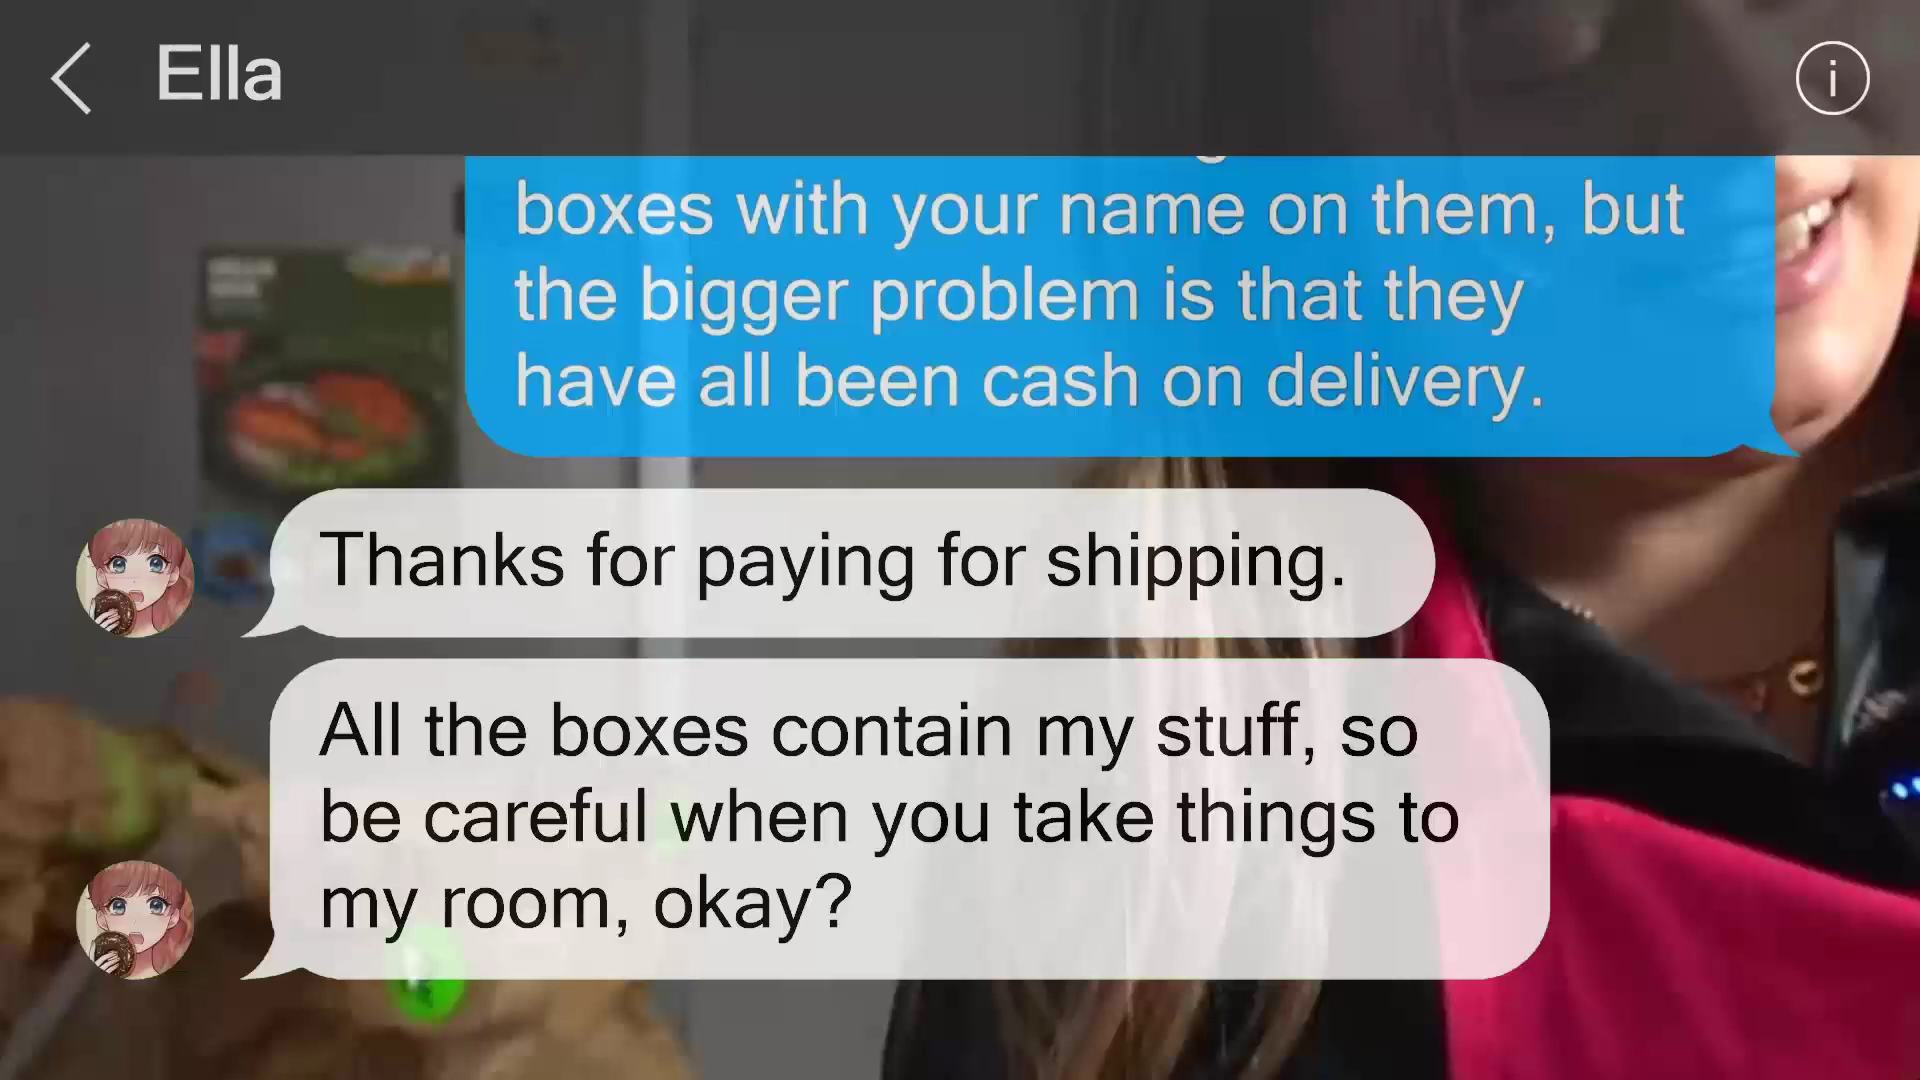 Ella
boxes with your name on them, but
the bigger problem is that they
have all been cash on delivery.
Thanks for paying for shipping.
All the boxes contain my stuff, so
be careful when you take things to
my room, okay?